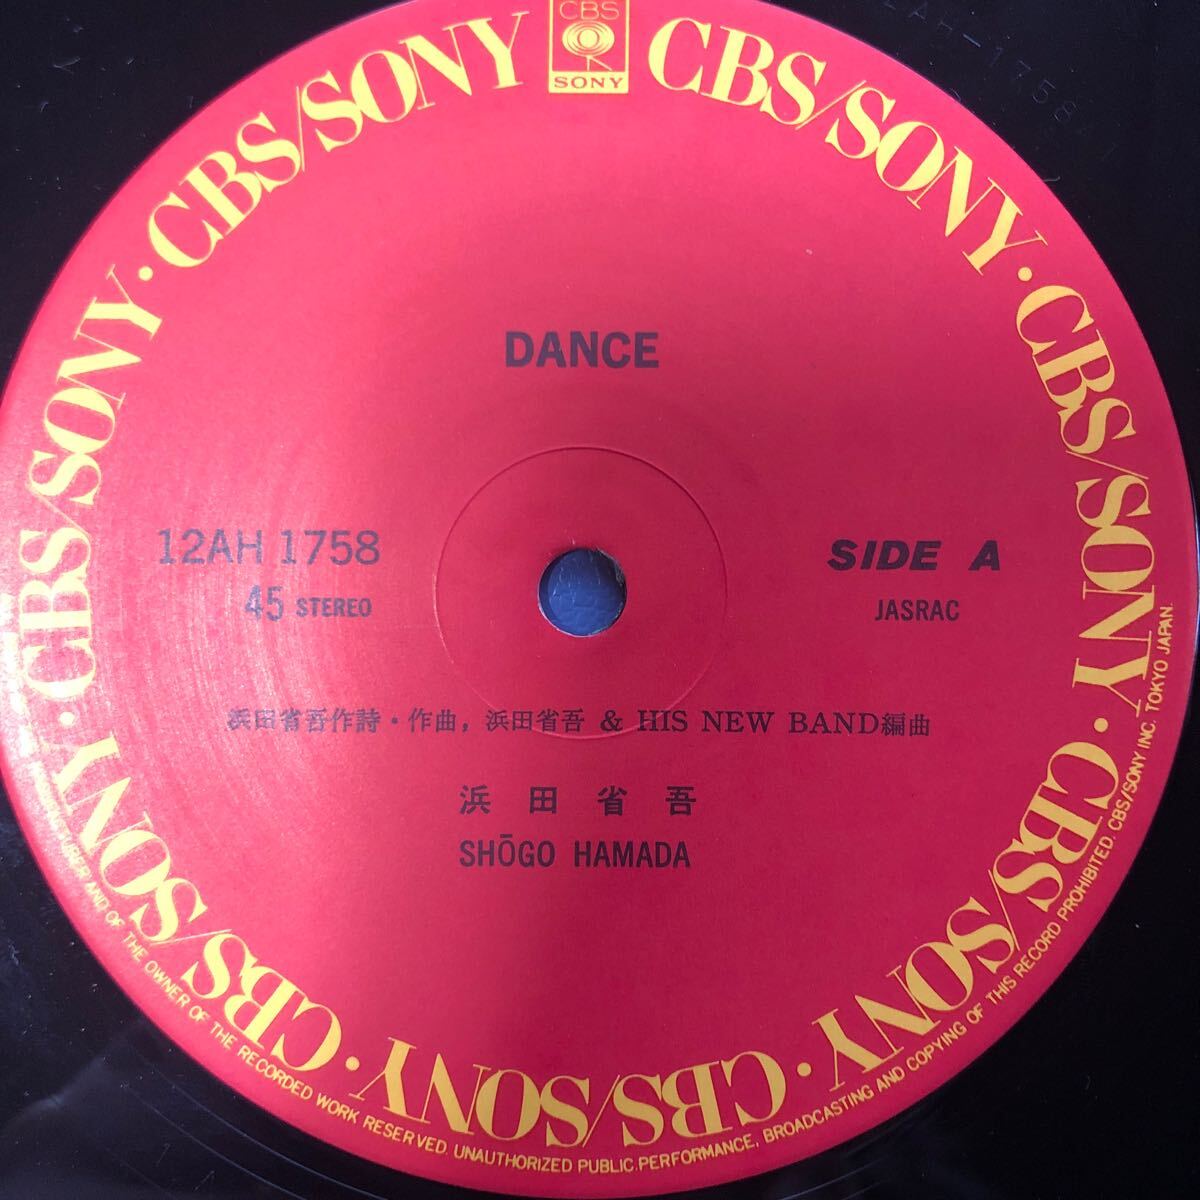 CBS
SONY
CBS/SONY · CBS/SONY · CBS/SONY · CBS/SONY · CBS/SONY · CBS/SONY · CBS/SONY · CBS/SONY
DANCE
12AH 1758
45 STEREO
SIDE A
JASRAC
浜田省吾作詩・作曲, 浜田省吾 & HIS NEW BAND編曲
浜田省吾
SHŌGO HAMADA
AND OF THE OWNER OF THE RECORDED WORK RESERVED. UNAUTHORIZED PUBLIC PERFORMANCE, BROADCASTING AND COPYING OF THIS RECORD PROHIBITED. CBS/SONY INC. TOKYO JAPAN.